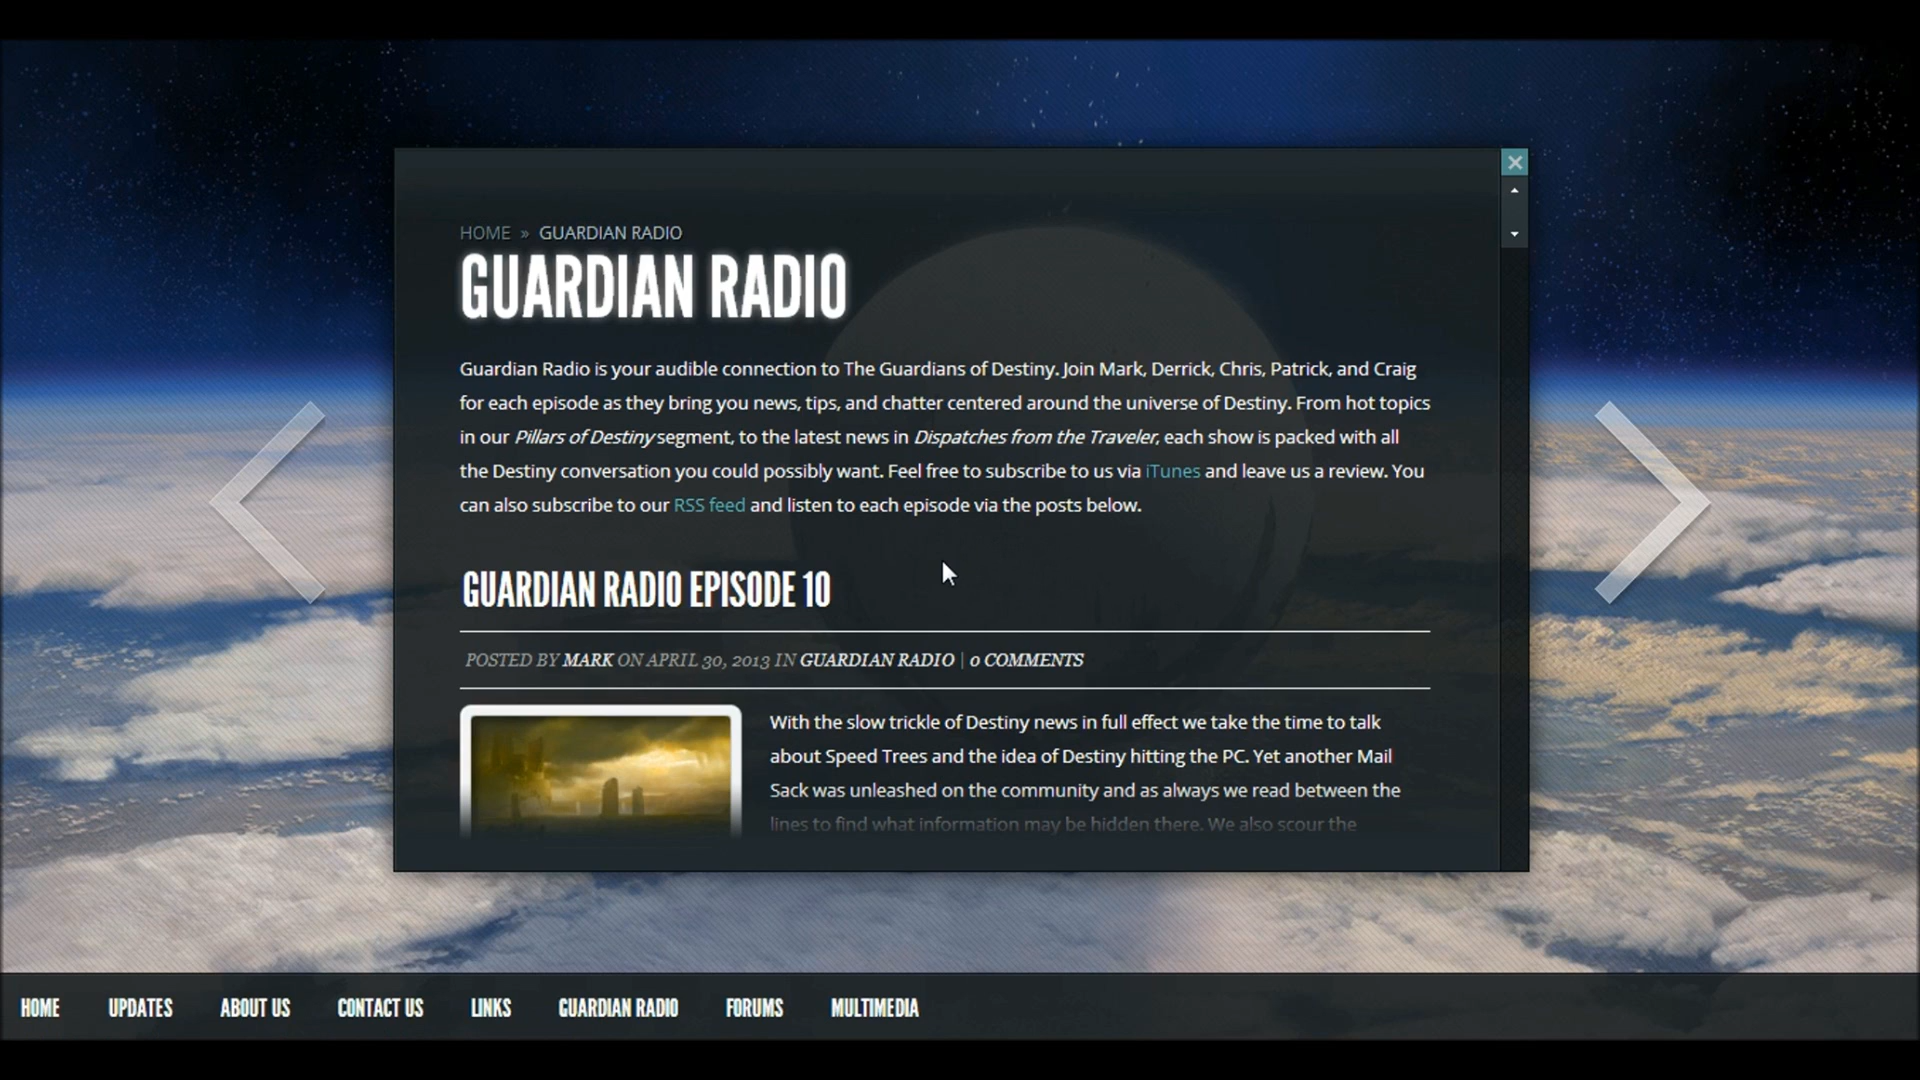 HOME » GUARDIAN RADIO
GUARDIAN RADIO
Guardian Radio is your audible connection to The Guardians of Destiny. Join Mark, Derrick, Chris, Patrick, and Craig
for each episode as they bring you news, tips, and chatter centered around the universe of Destiny. From hot topics
in our Pillars of Destiny segment, to the latest news in Dispatches from the Traveler, each show is packed with all
the Destiny conversation you could possibly want. Feel free to subscribe to us via iTunes and leave us a review. You
can also subscribe to our RSS feed and listen to each episode via the posts below.
GUARDIAN RADIO EPISODE 10
POSTED BY MARK ON APRIL 30, 2013 IN GUARDIAN RADIO | 0 COMMENTS
With the slow trickle of Destiny news in full effect we take the time to talk
about Speed Trees and the idea of Destiny hitting the PC. Yet another Mail
Sack was unleashed on the community and as always we read between the
lines to find what information may be hidden there. We also scour the
HOME UPDATES ABOUT US CONTACT US LINKS GUARDIAN RADIO FORUMS MULTIMEDIA